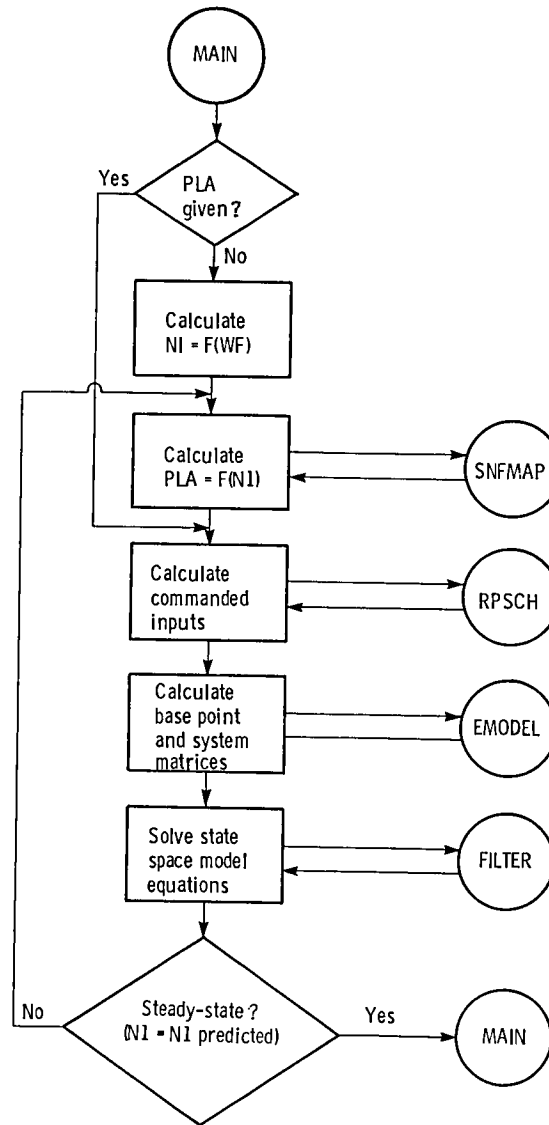 MAIN
Yes
PLA
given?
No
Calculate
NI = F(WF)
Calculate
PLA = F(N1)
SNFMAP
Calculate
commanded
inputs
RPSCH
Calculate
base point
and system
matrices
EMODEL
Solve state
space model
equations
FILTER
No
Steady-state?
(N1 = N1 predicted)
Yes
MAIN